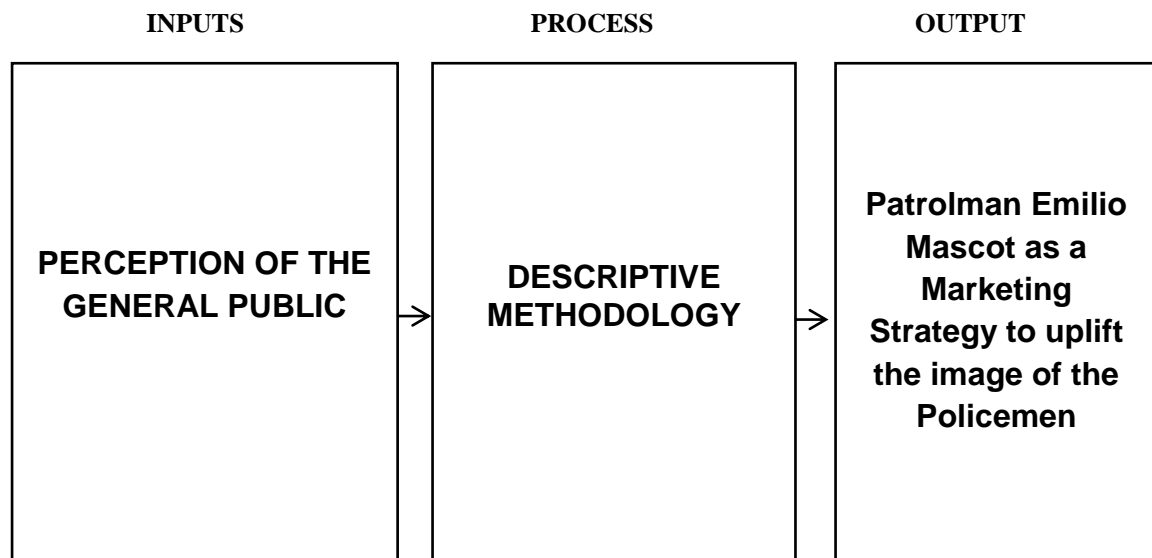 INPUTS
PROCESS
OUTPUT
PERCEPTION OF THE
GENERAL PUBLIC
DESCRIPTIVE
METHODOLOGY
Patrolman Emilio
Mascot as a
Marketing
Strategy to uplift
the image of the
Policemen